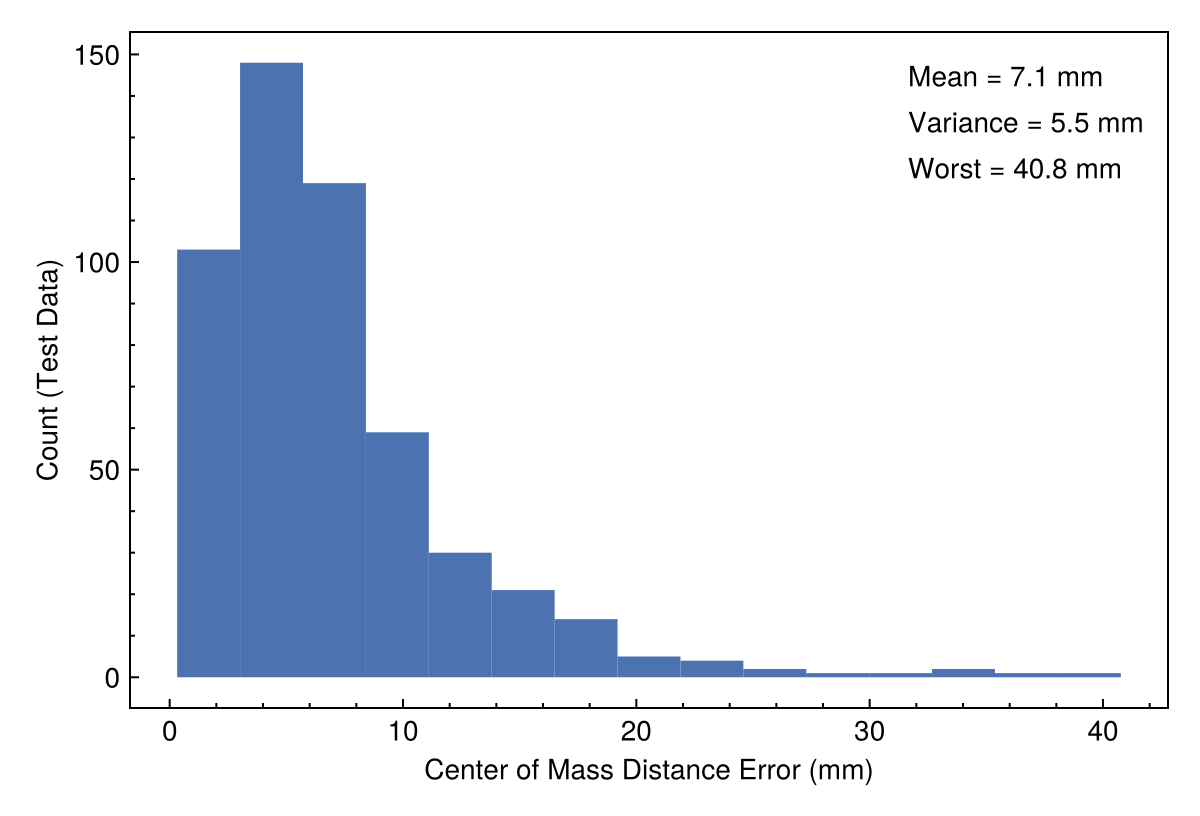 150
100
50
0
Count (Test Data)
Mean = 7.1 mm
Variance = 5.5 mm
Worst = 40.8 mm
0 10 20 30 40
Center of Mass Distance Error (mm)